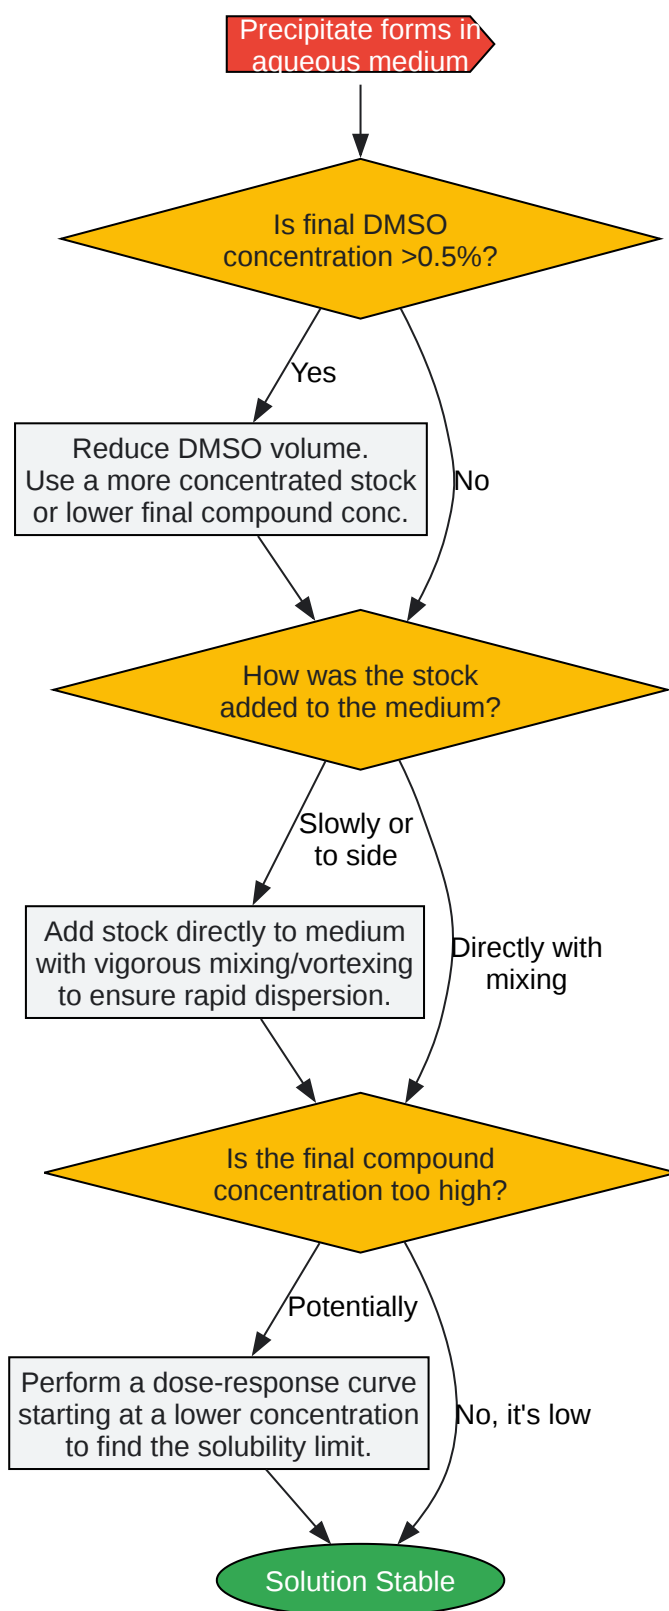 Precipitate forms in
aqueous medium
Is final DMSO
concentration >0.5%?
Yes
No
Reduce DMSO volume.
Use a more concentrated stock
or lower final compound conc.
How was the stock
added to the medium?
Slowly or
to side
Directly with
mixing
Add stock directly to medium
with vigorous mixing/vortexing
to ensure rapid dispersion.
Is the final compound
concentration too high?
Potentially
No, it's low
Perform a dose-response curve
starting at a lower concentration
to find the solubility limit.
Solution Stable